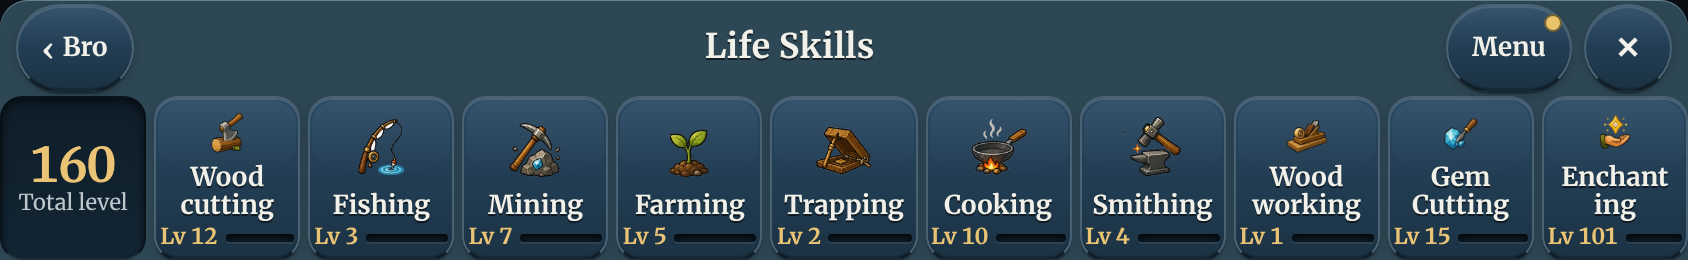 ‹ Bro
Life Skills
Menu
×
160
Total level
Wood
cutting
Lv 12
Fishing
Lv 3
Mining
Lv 7
Farming
Lv 5
Trapping
Lv 2
Cooking
Lv 10
Smithing
Lv 4
Wood
working
Lv 1
Gem
Cutting
Lv 15
Enchant
ing
Lv 101